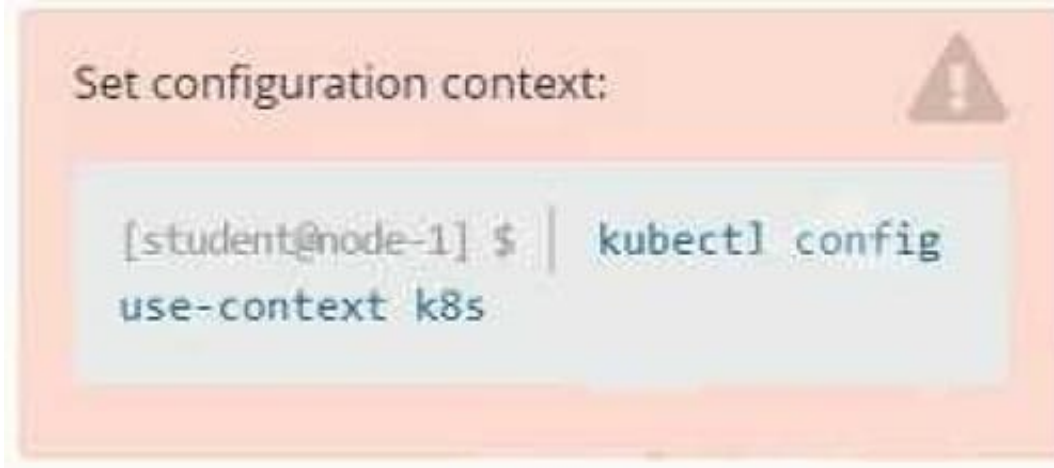 Set configuration context:
[student@node-1] $ | kubectl config
use-context k8s